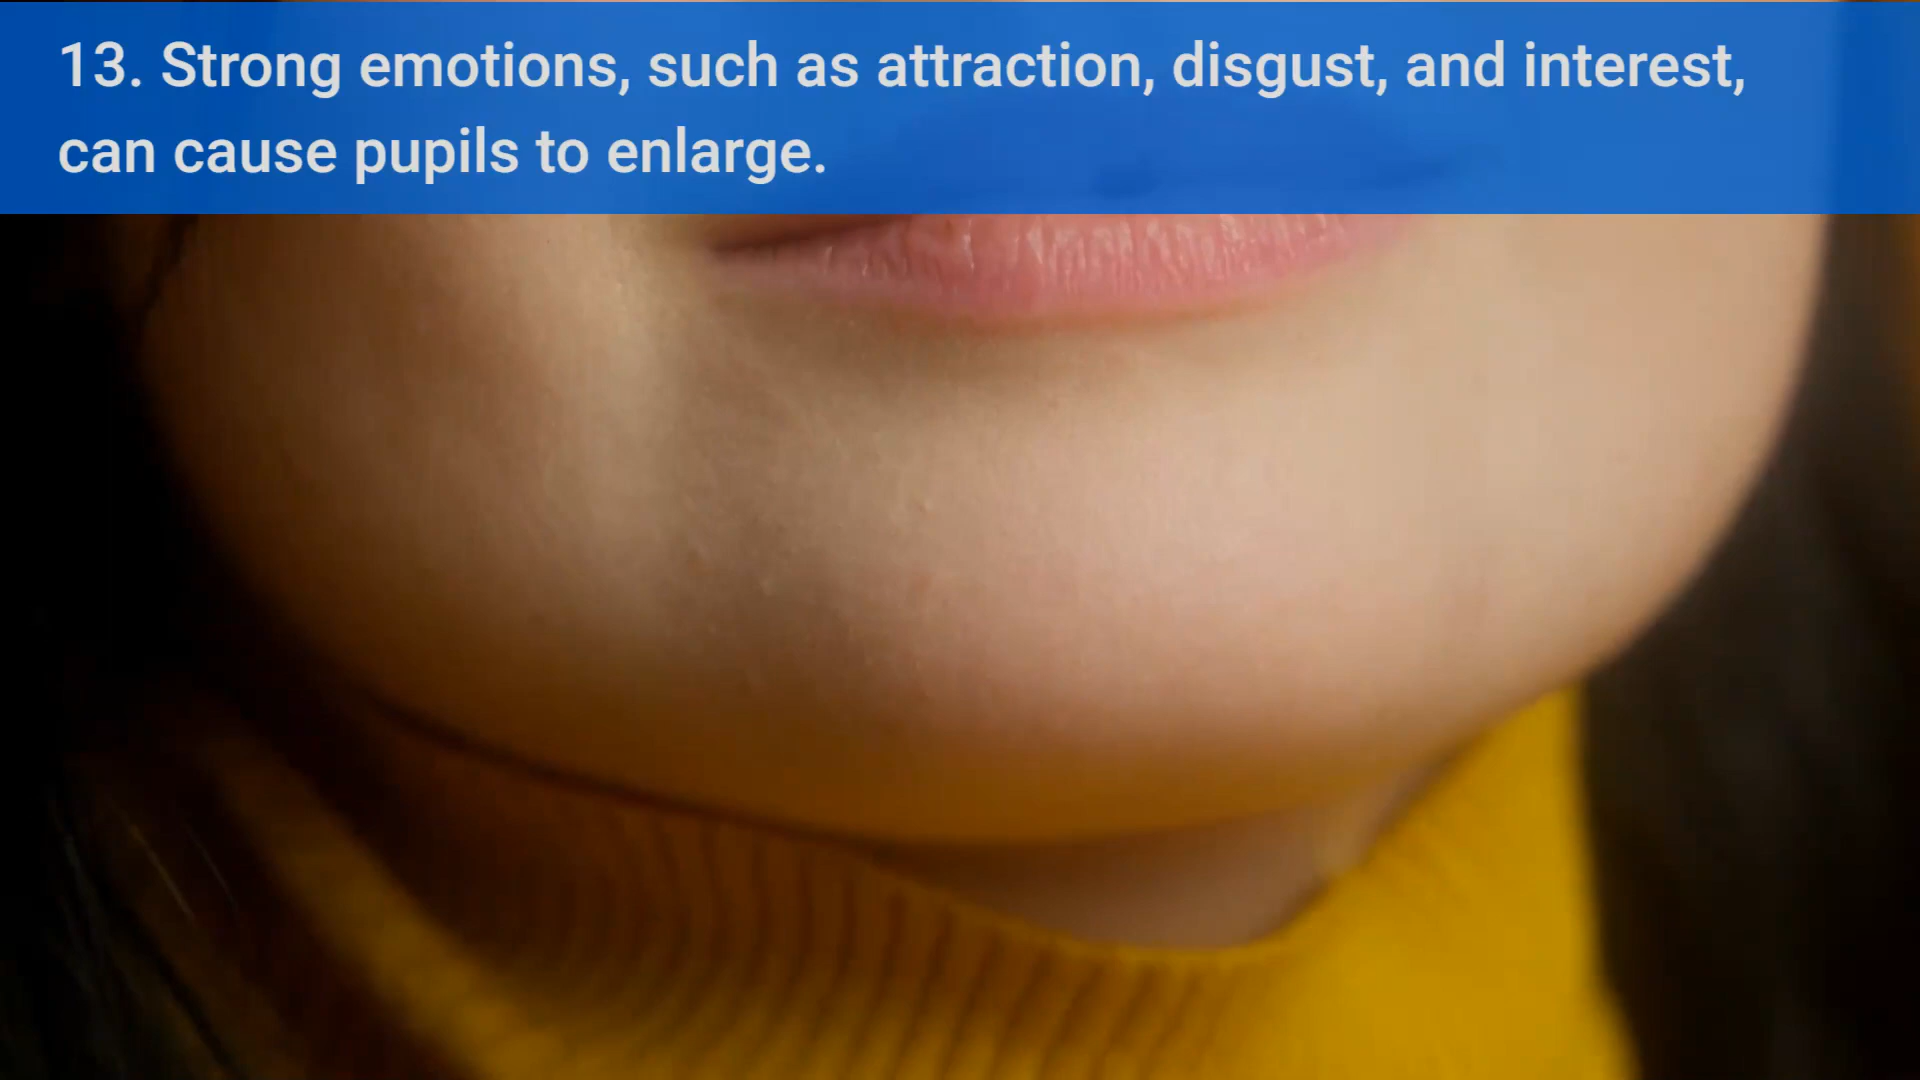 13. Strong emotions, such as attraction, disgust, and interest,
can cause pupils to enlarge.